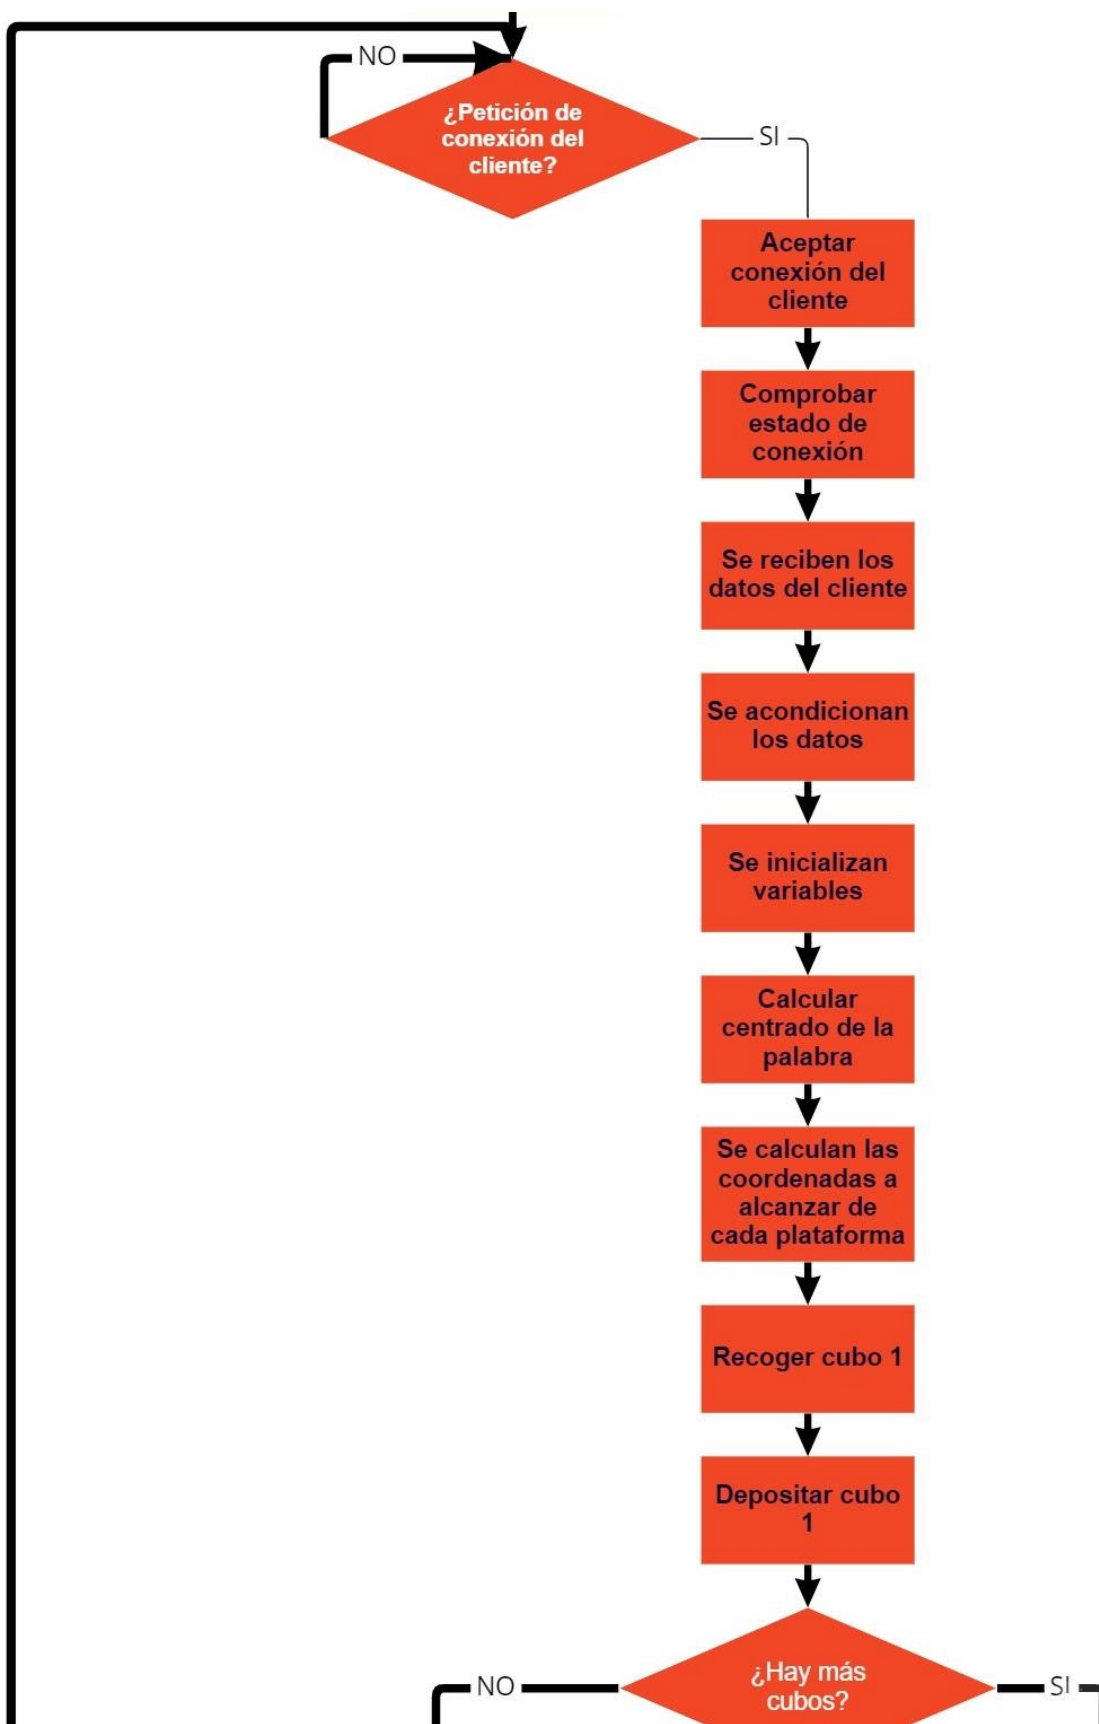 NO
¿Petición de
conexión del
cliente?
SI
Aceptar
conexión del
cliente
Comprobar
estado de
conexión
Se reciben los
datos del cliente
Se acondicionan
los datos
Se inicializan
variables
Calcular
centrado de la
palabra
Se calculan las
coordenadas a
alcanzar de
cada plataforma
Recoger cubo 1
Depositar cubo
1
¿Hay más
cubos?
NO
SI